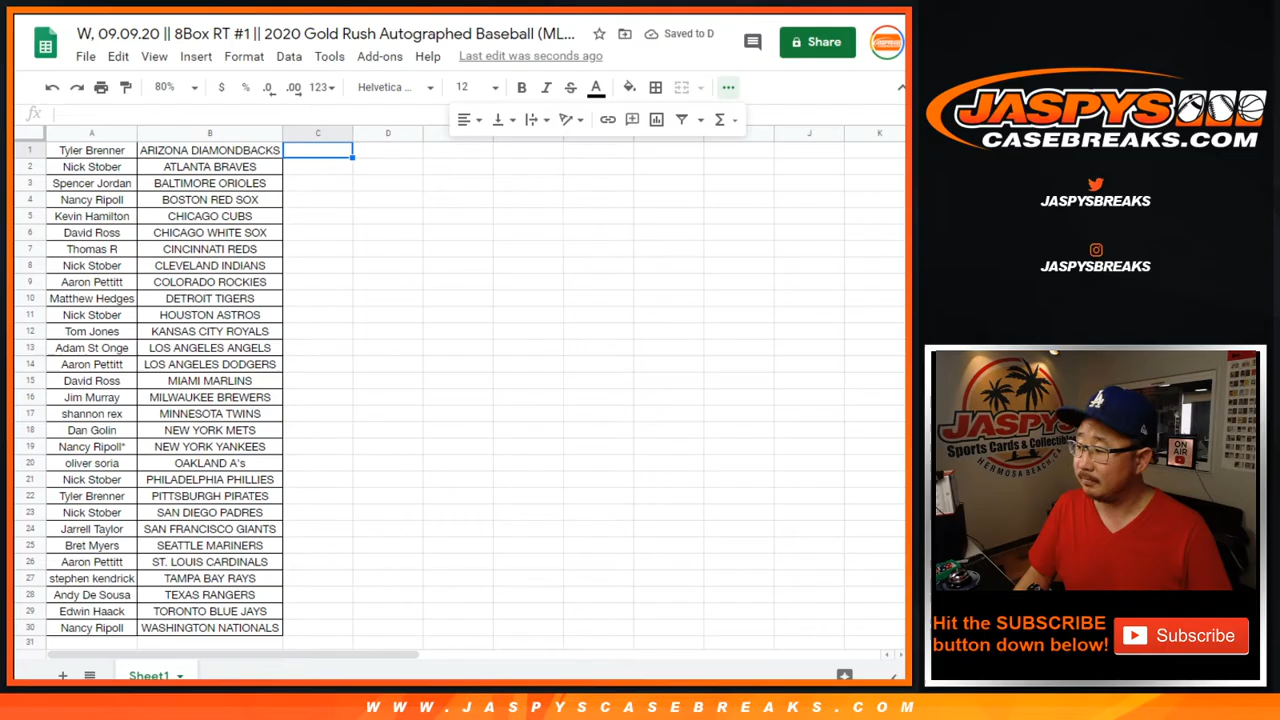 W, 09.09.20 || 8Box RT #1 || 2020 Gold Rush Autographed Baseball (ML...
Saved to D
Share
File Edit View Insert Format Data Tools Add-ons Help Last edit was seconds ago
80% $ % .0 .00 123 Helvetica ... 12 B I S A
fx
A B C D J K
1 Tyler Brenner ARIZONA DIAMONDBACKS
2 Nick Stober ATLANTA BRAVES
3 Spencer Jordan BALTIMORE ORIOLES
4 Nancy Ripoll BOSTON RED SOX
5 Kevin Hamilton CHICAGO CUBS
6 David Ross CHICAGO WHITE SOX
7 Thomas R CINCINNATI REDS
8 Nick Stober CLEVELAND INDIANS
9 Aaron Pettitt COLORADO ROCKIES
10 Matthew Hedges DETROIT TIGERS
11 Nick Stober HOUSTON ASTROS
12 Tom Jones KANSAS CITY ROYALS
13 Adam St Onge LOS ANGELES ANGELS
14 Aaron Pettitt LOS ANGELES DODGERS
15 David Ross MIAMI MARLINS
16 Jim Murray MILWAUKEE BREWERS
17 shannon rex MINNESOTA TWINS
18 Dan Golin NEW YORK METS
19 Nancy Ripoll* NEW YORK YANKEES
20 oliver soria OAKLAND A's
21 Nick Stober PHILADELPHIA PHILLIES
22 Tyler Brenner PITTSBURGH PIRATES
23 Nick Stober SAN DIEGO PADRES
24 Jarrell Taylor SAN FRANCISCO GIANTS
25 Bret Myers SEATTLE MARINERS
26 Aaron Pettitt ST. LOUIS CARDINALS
27 stephen kendrick TAMPA BAY RAYS
28 Andy De Sousa TEXAS RANGERS
29 Edwin Haack TORONTO BLUE JAYS
30 Nancy Ripoll WASHINGTON NATIONALS
31
Sheet1
JASPYS
CASEBREAKS.COM
JASPYSBREAKS
JASPYSBREAKS
JASPYS
Sports Cards & Collectibles
HERMOSA BEACH, CA
ON
AIR
LA
Hit the SUBSCRIBE
button down below!
Subscribe
WWW.JASPYSCASEBREAKS.COM